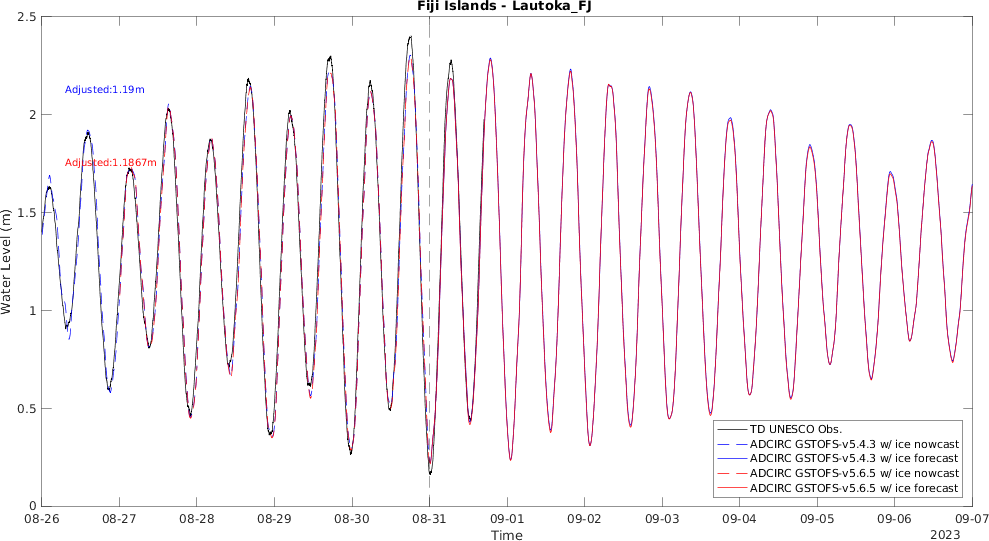 Fiji Islands - Lautoka_FJ
2.5
2
1.5
1
0.5
0
Water Level (m)
Adjusted:1.19m
Adjusted:1.1867m
TD UNESCO Obs.
ADCIRC GSTOFS-v5.4.3 w/ ice nowcast
ADCIRC GSTOFS-v5.4.3 w/ ice forecast
ADCIRC GSTOFS-v5.6.5 w/ ice nowcast
ADCIRC GSTOFS-v5.6.5 w/ ice forecast
08-26 08-27 08-28 08-29 08-30 08-31 09-01 09-02 09-03 09-04 09-05 09-06 09-07
Time
2023